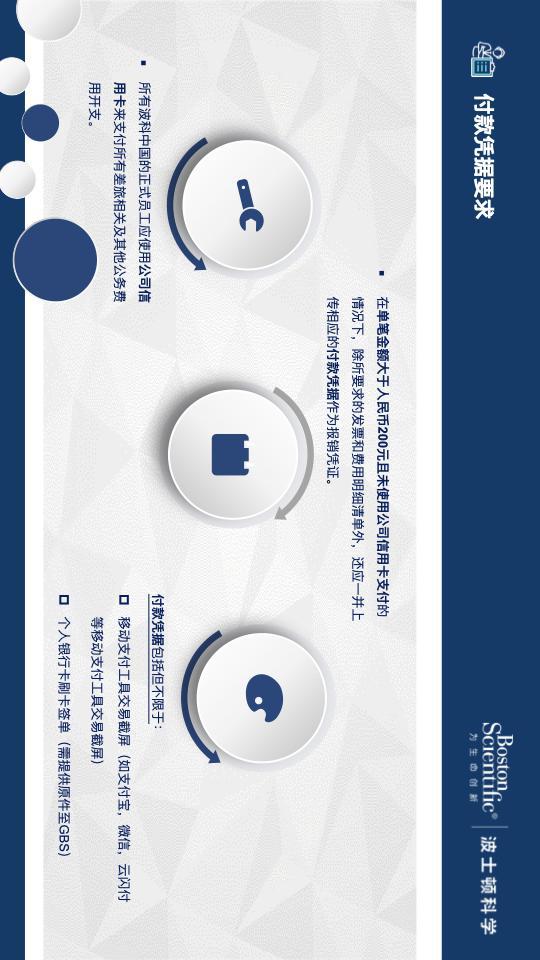 付款凭据要求
Boston
Scientific®
为生命创新
波士顿科学
▪ 在单笔金额大于人民币200元且未使用公司信用卡支付的
情况下，除所要求的发票和费用明细清单外，还应一并上
传相应的付款凭据作为报销凭证。
▪ 所有波科中国的正式员工应使用公司信
用卡来支付所有差旅相关及其他公务费
用开支。
付款凭据包括但不限于：
移动支付工具交易截屏（如支付宝，微信，云闪付
等移动支付工具交易截屏）
个人银行卡刷卡签单（需提供原件至GBS）